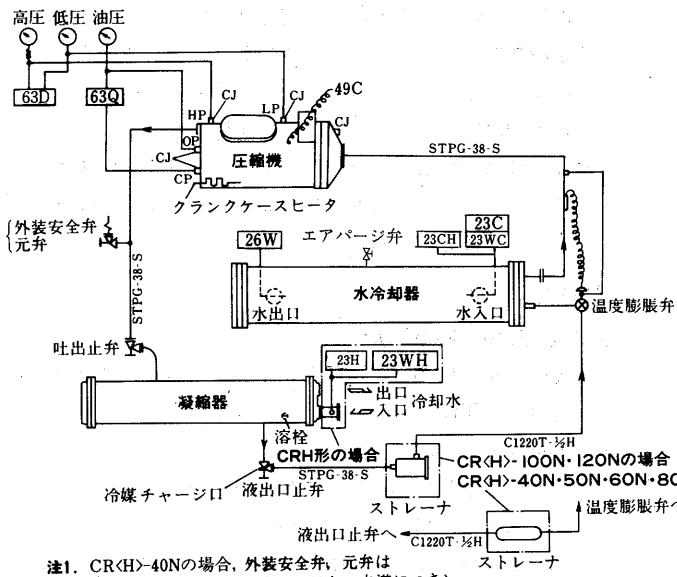 高圧 低圧 油圧
63D
63Q
HP
CJ
LP
CJ
49C
CJ
OP
CJ
CP
圧縮機
クランクケースヒータ
STPG-38-S
外装安全弁
元弁
STPG-38-S
26W
エアパージ弁
23CH
23C
23WC
水冷却器
水出口
水入口
温度膨脹弁
吐出止弁
凝縮器
溶栓
23H
23WH
出口
入口
冷却水
CRH形の場合
STPG-38-S
冷媒チャージ口
液出口止弁
ストレーナ
C1220T-½H
CR<H>-100N・120Nの場合
CR<H>-40N・50N・60N・80
温度膨脹弁へ
液出口止弁へ
C1220T-½H
ストレーナ
注1. CR<H>-40Nの場合, 外装安全弁, 元弁は